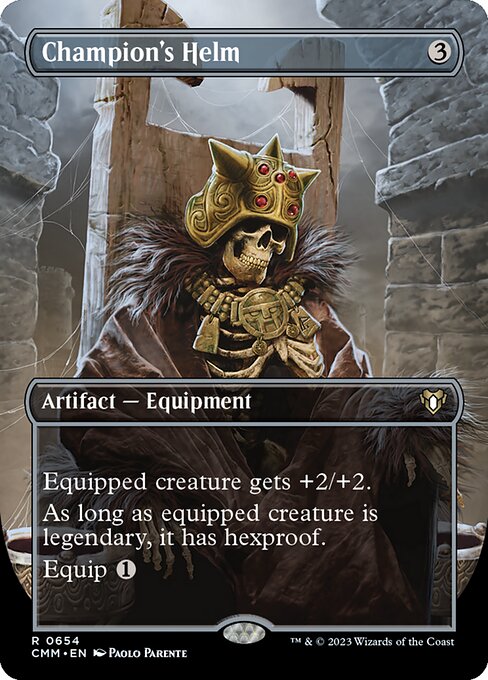 Champion's Helm 3
Artifact — Equipment
Equipped creature gets +2/+2.
As long as equipped creature is
legendary, it has hexproof.
Equip 1
R 0654
CMM • EN Paolo Parente
™ & © 2023 Wizards of the Coast